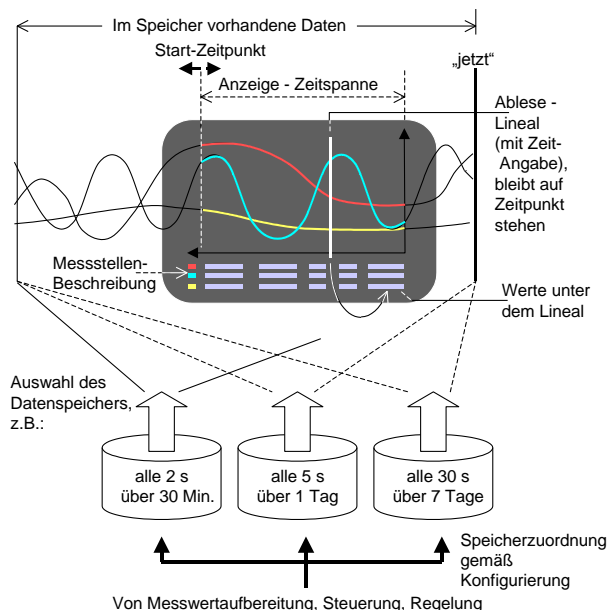 Im Speicher vorhandene Daten
Start-Zeitpunkt
„jetzt“
Anzeige - Zeitspanne
Ablese -
Lineal
(mit Zeit-
Angabe),
bleibt auf
Zeitpunkt
stehen
Messstellen-
Beschreibung
Werte unter
dem Lineal
Auswahl des
Datenspeichers,
z.B.:
alle 2 s
über 30 Min.
alle 5 s
über 1 Tag
alle 30 s
über 7 Tage
Speicherzuordnung
gemäß
Konfigurierung
Von Messwertaufbereitung, Steuerung, Regelung